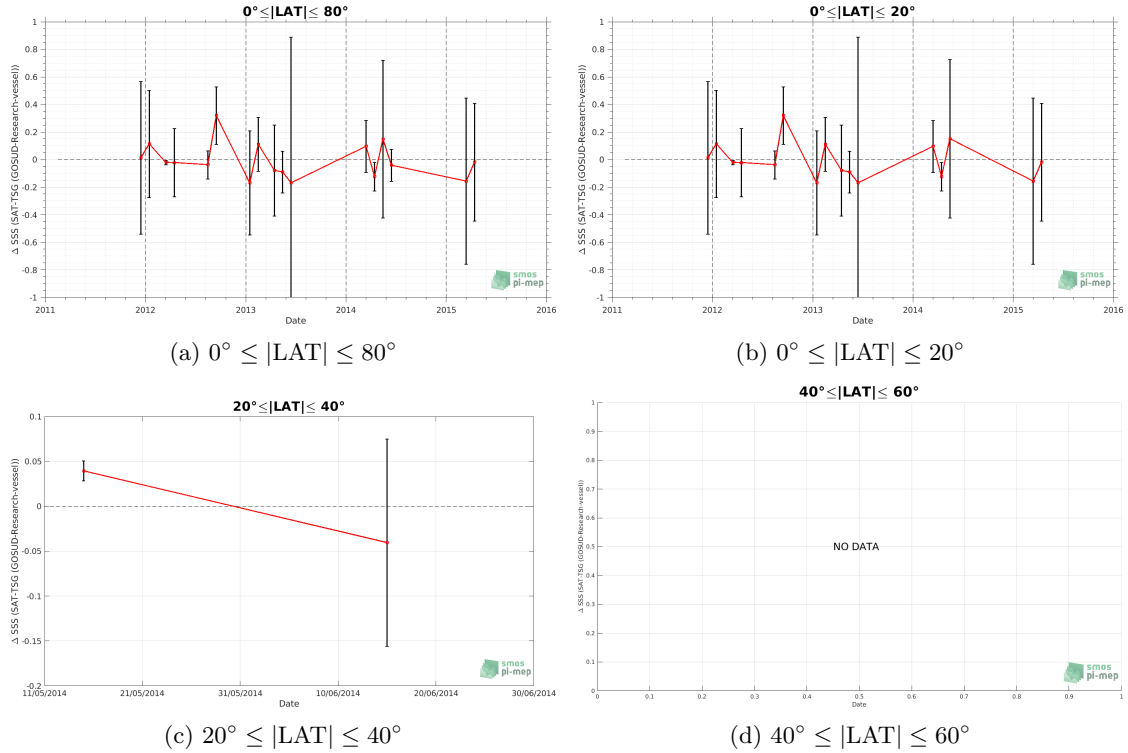 0°≤|LAT|≤ 80°
Δ SSS (SAT-TSG (GOSUD-Research-vessel))
1
0.8
0.6
0.4
0.2
0
-0.2
-0.4
-0.6
-0.8
-1
2011 2012 2013 2014 2015 2016
Date
smos
pi-mep
(a) 0° ≤ |LAT| ≤ 80°
0°≤|LAT|≤ 20°
Δ SSS (SAT-TSG (GOSUD-Research-vessel))
1
0.8
0.6
0.4
0.2
0
-0.2
-0.4
-0.6
-0.8
-1
2011 2012 2013 2014 2015 2016
Date
smos
pi-mep
(b) 0° ≤ |LAT| ≤ 20°
20°≤|LAT|≤ 40°
Δ SSS (SAT-TSG (GOSUD-Research-vessel))
0.1
0.05
0
-0.05
-0.1
-0.15
-0.2
11/05/2014 21/05/2014 31/05/2014 10/06/2014 20/06/2014 30/06/2014
Date
smos
pi-mep
(c) 20° ≤ |LAT| ≤ 40°
40°≤|LAT|≤ 60°
Δ SSS (SAT-TSG (GOSUD-Research-vessel))
1
0.9
0.8
0.7
0.6
0.5
0.4
0.3
0.2
0.1
0
NO DATA
0 0.1 0.2 0.3 0.4 0.5 0.6 0.7 0.8 0.9 1
Date
smos
pi-mep
(d) 40° ≤ |LAT| ≤ 60°